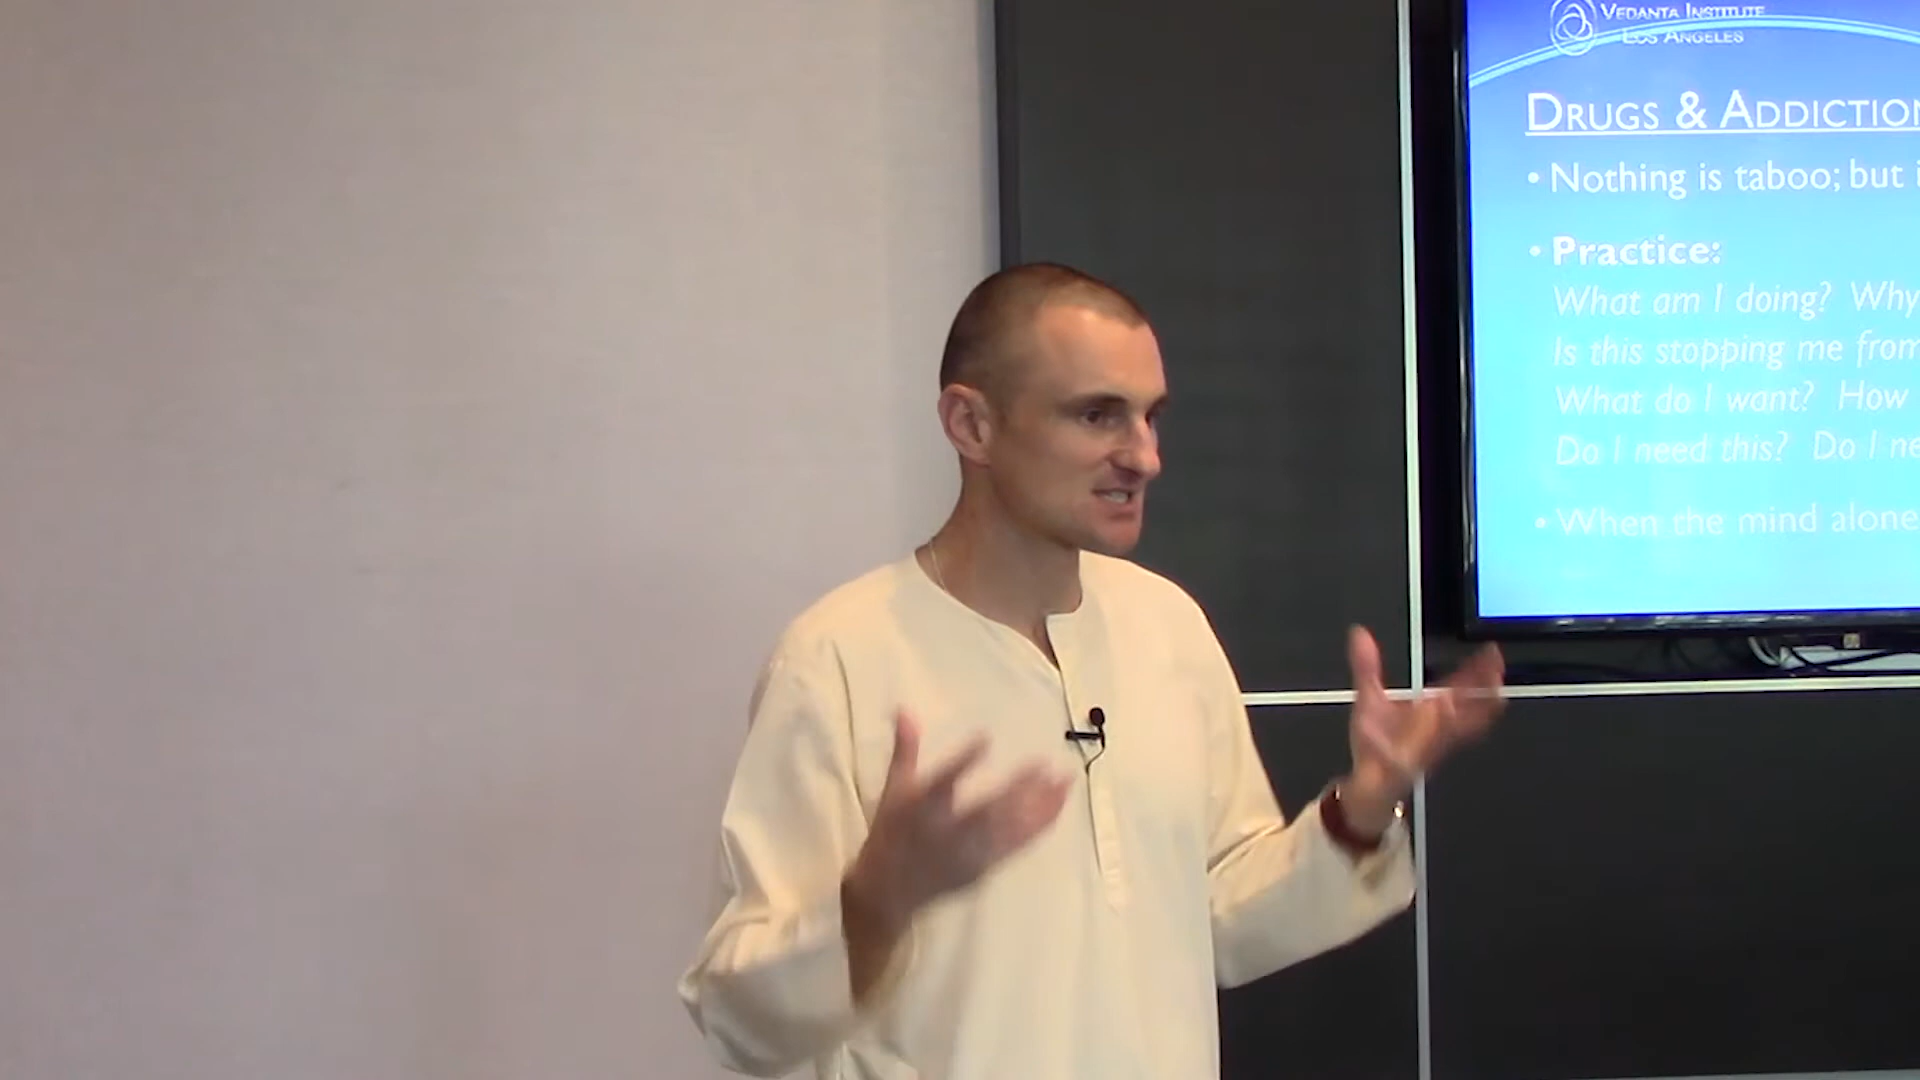 VEDANTA INSTITUTE
LOS ANGELES
DRUGS & ADDICTION
• Nothing is taboo; but
• Practice:
What am I doing? Why
Is this stopping me from
What do I want? How
Do I need this? Do I
• When the mind alone